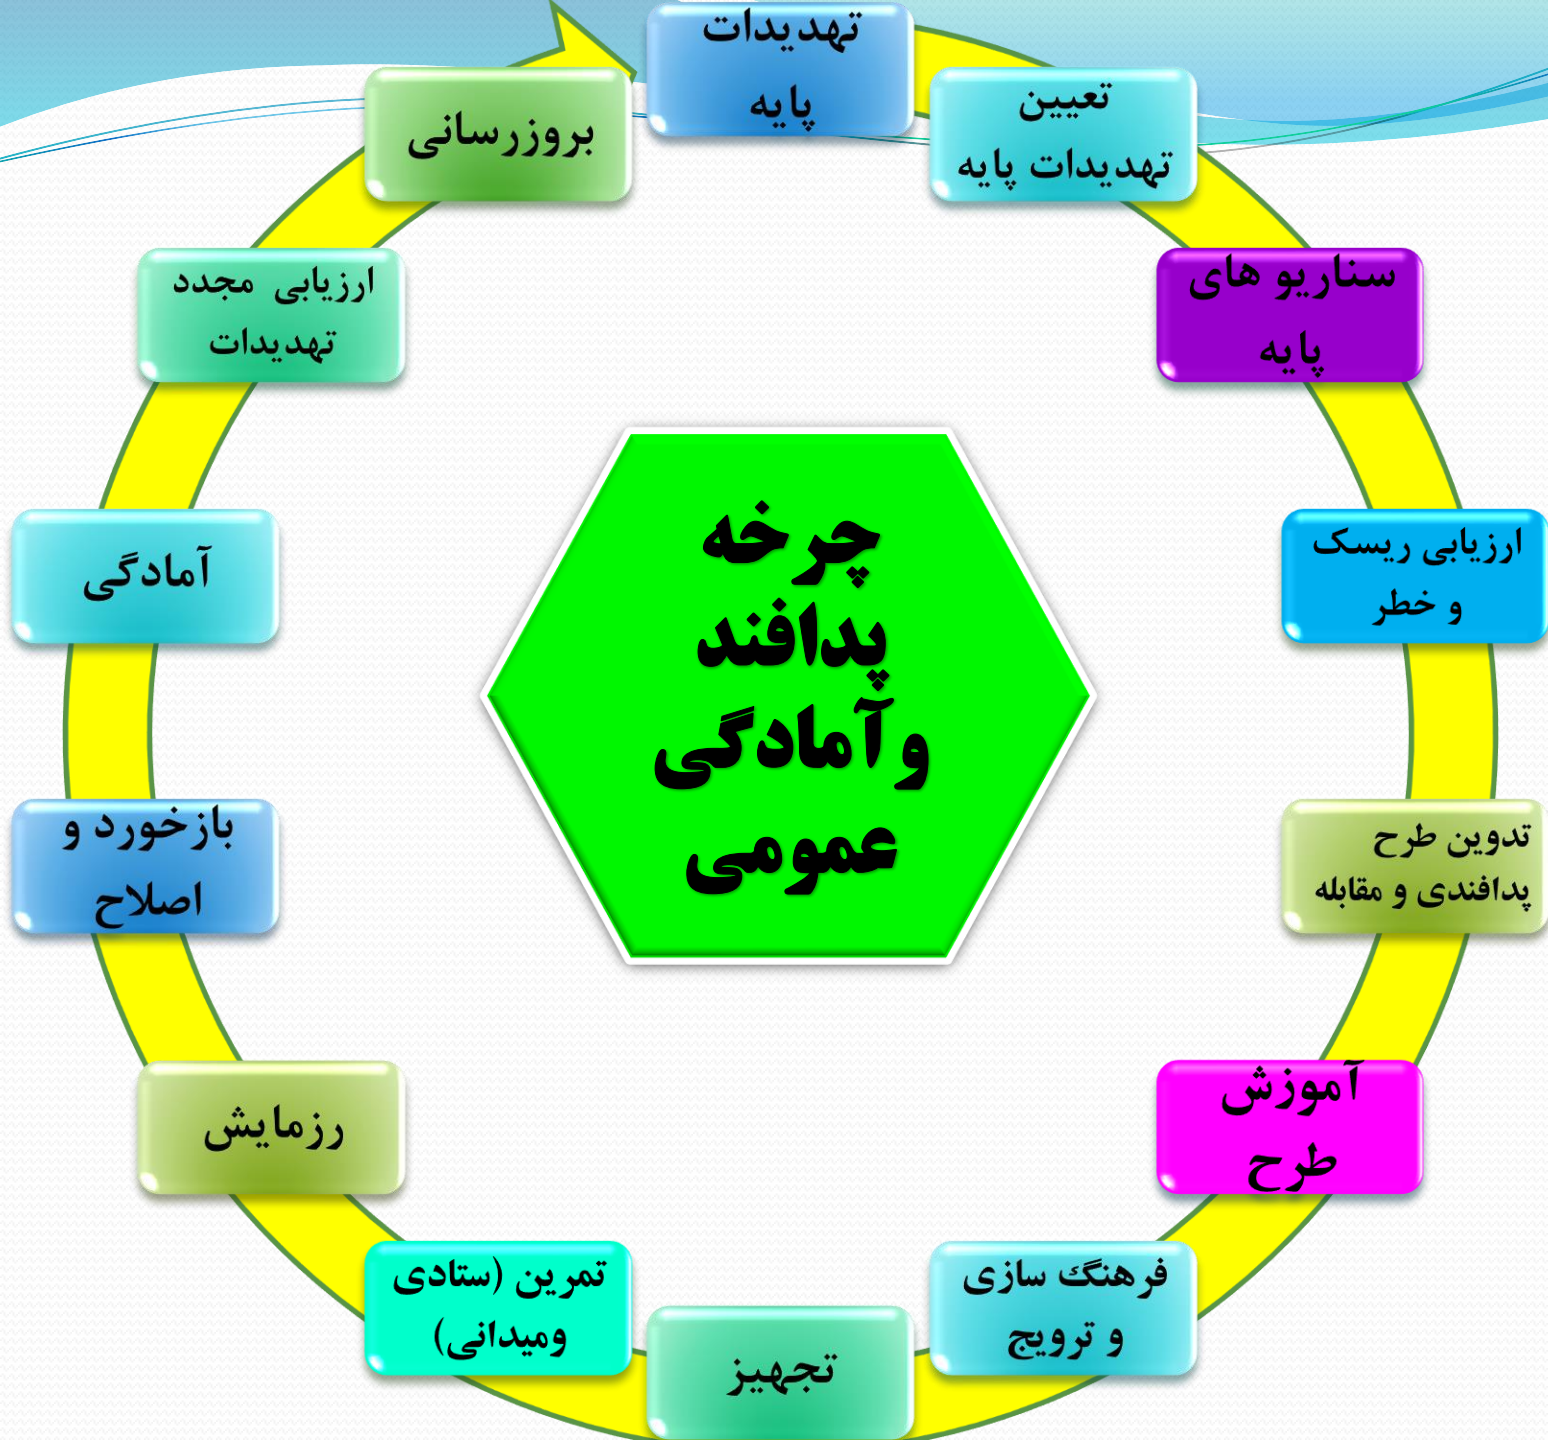 تهدیدات
پایه
تعیین
تهدیدات پایه
سناریو های
پایه
ارزیابی ریسک
و خطر
تدوین طرح
پدافندی و مقابله
آموزش
طرح
فرهنگ سازی
و ترویج
تجهیز
تمرین (ستادی
ومیدانی)
رزمایش
بازخورد و
اصلاح
آمادگی
ارزیابی مجدد
تهدیدات
بروزرسانی
چرخه
پدافند
وآمادگی
عمومی